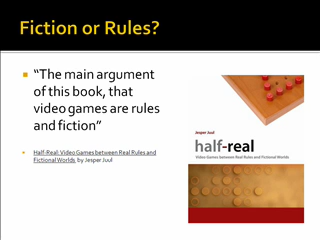 Fiction or Rules?
“The main argument
of this book, that
video games are rules
and fiction”
Half-Real: Video Games between Real Rules and
Fictional Worlds by Jesper Juul
Jesper Juul
half-real
Video Games between Real Rules and Fictional Worlds